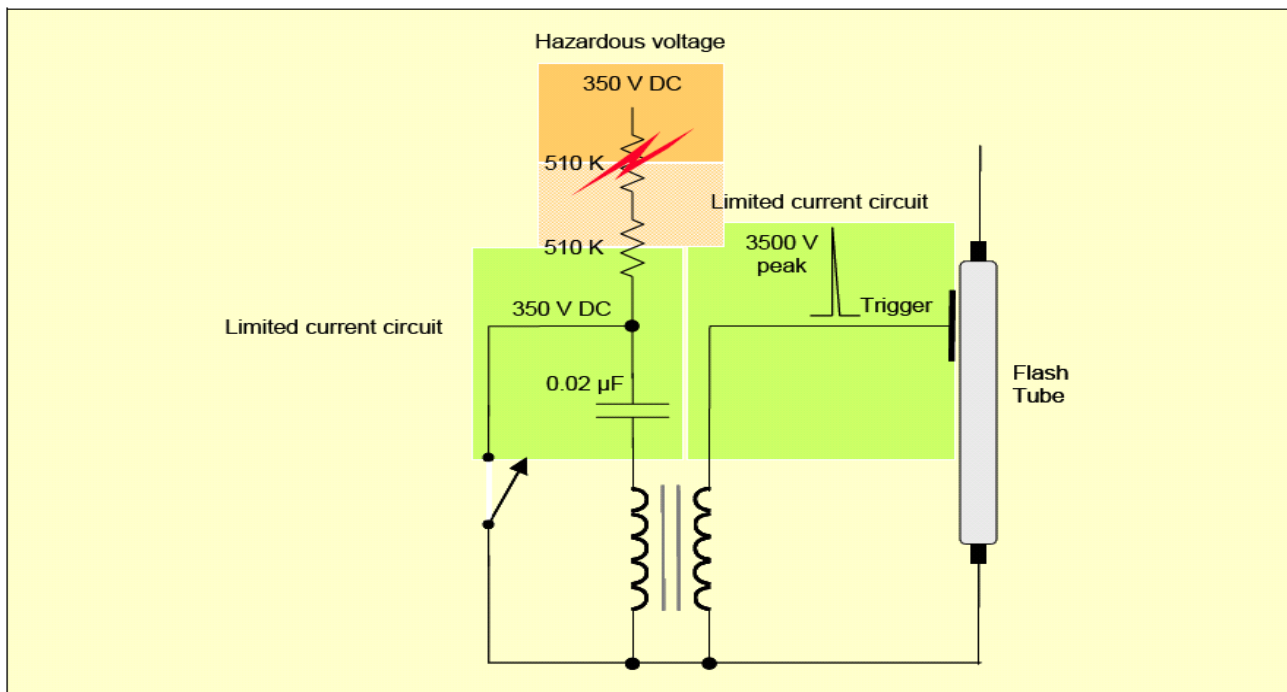 Hazardous voltage
350 V DC
510 K
Limited current circuit
510 K
3500 V
peak
350 V DC
Trigger
Limited current circuit
0.02 µF
Flash
Tube